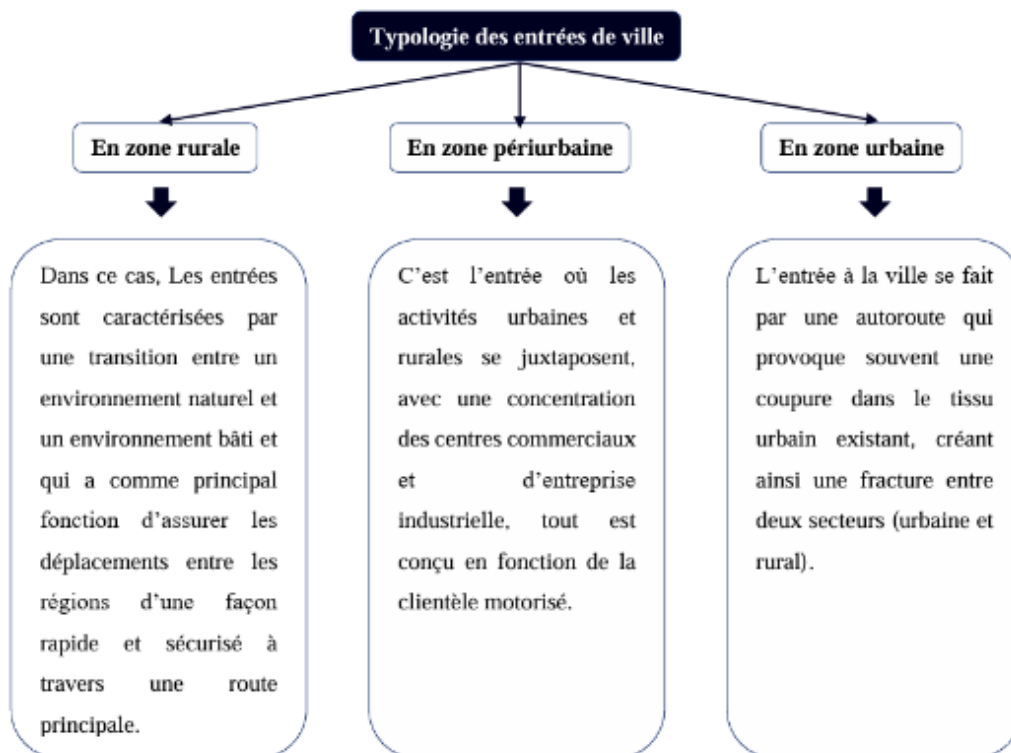 Typologie des entrées de ville
En zone rurale
En zone périurbaine
En zone urbaine
Dans ce cas, Les entrées
sont caractérisées par
une transition entre un
environnement naturel et
un environnement bâti et
qui a comme principal
fonction d'assurer les
déplacements entre les
régions d'une façon
rapide et sécurisé à
travers une route
principale.
C'est l'entrée où les
activités urbaines et
rurales se juxtaposent,
avec une concentration
des centres commerciaux
et d'entreprise
industrielle, tout est
conçu en fonction de la
clientèle motorisé.
L'entrée à la ville se fait
par une autoroute qui
provoque souvent une
coupure dans le tissu
urbain existant, créant
ainsi une fracture entre
deux secteurs (urbaine et
rural).